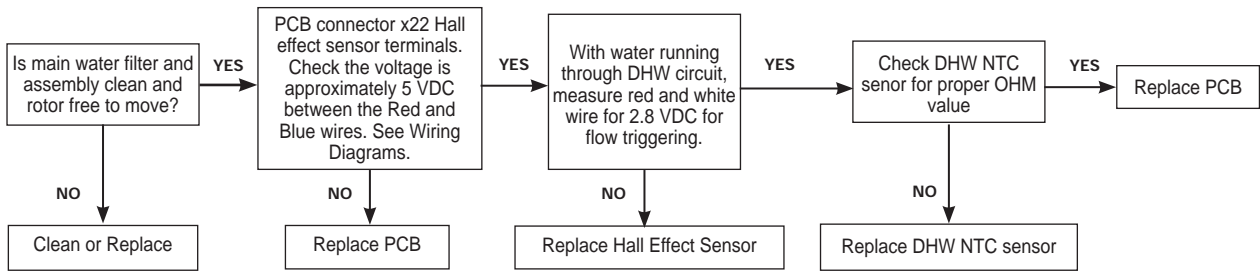 Is main water filter
and assembly clean and
rotor free to move?
YES
NO
Clean or Replace
PCB connector x22 Hall
effect sensor terminals.
Check the voltage is
approximately 5 VDC
between the Red and
Blue wires. See Wiring
Diagrams.
YES
NO
Replace PCB
With water running
through DHW circuit,
measure red and white
wire for 2.8 VDC for
flow triggering.
YES
NO
Replace Hall Effect Sensor
Check DHW NTC
senor for proper OHM
value
YES
NO
Replace DHW NTC sensor
Replace PCB